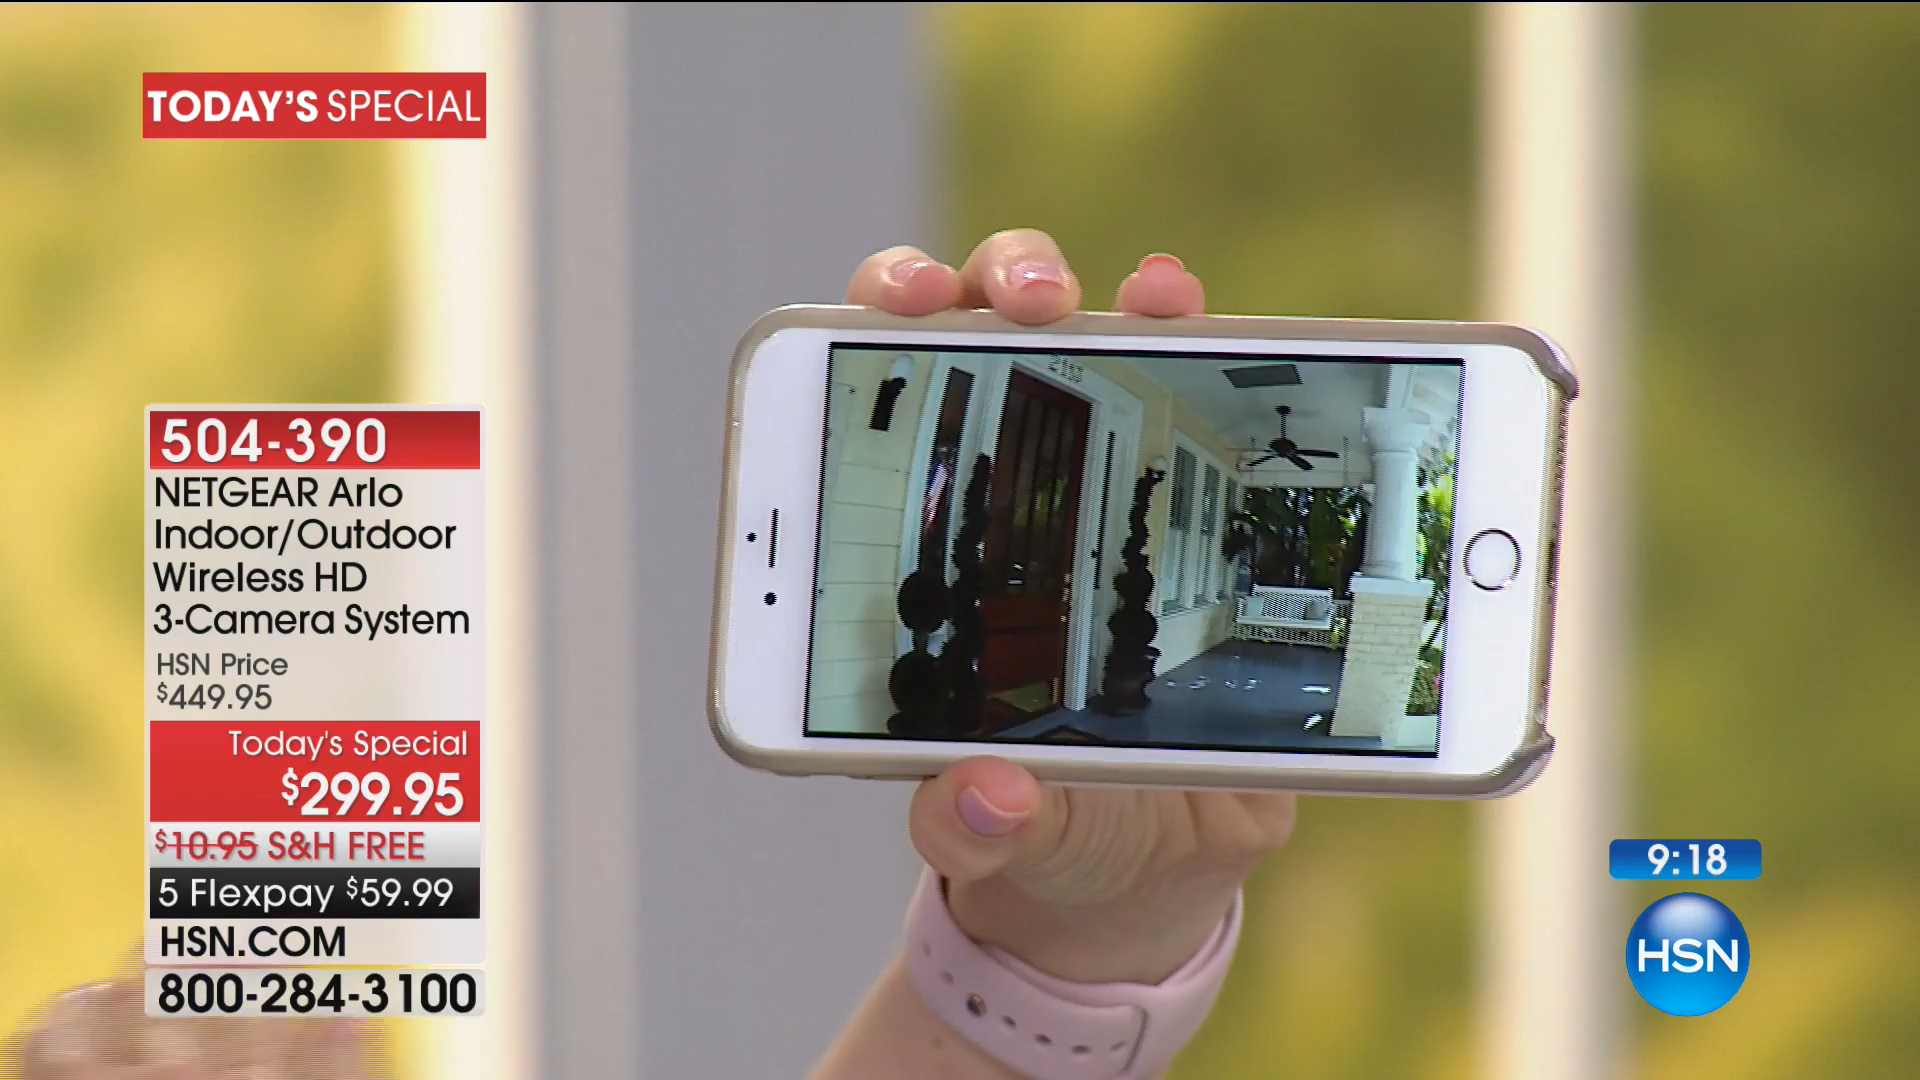 TODAY'S SPECIAL
504-390
NETGEAR Arlo
Indoor/Outdoor
Wireless HD
3-Camera System
HSN Price
$449.95
Today's Special
$299.95
$10.95 S&H FREE
5 Flexpay $59.99
HSN.COM
800-284-3100
9:18
HSN